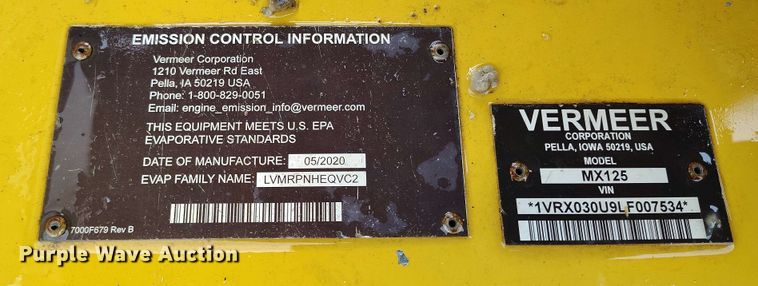 EMISSION CONTROL INFORMATION
Vermeer Corporation
1210 Vermeer Rd East
Pella, IA 50219 USA
Phone: 1-800-829-0051
Email: engine_emission_info@vermeer.com
THIS EQUIPMENT MEETS U.S. EPA
EVAPORATIVE STANDARDS
DATE OF MANUFACTURE: 05/2020
EVAP FAMILY NAME: LVMRPNHEQVC2
7000F679 Rev B
VERMEER
CORPORATION
PELLA, IOWA 50219, USA
MODEL
MX125
VIN
*1VRX030U9LF007534*
Purple Wave Auction